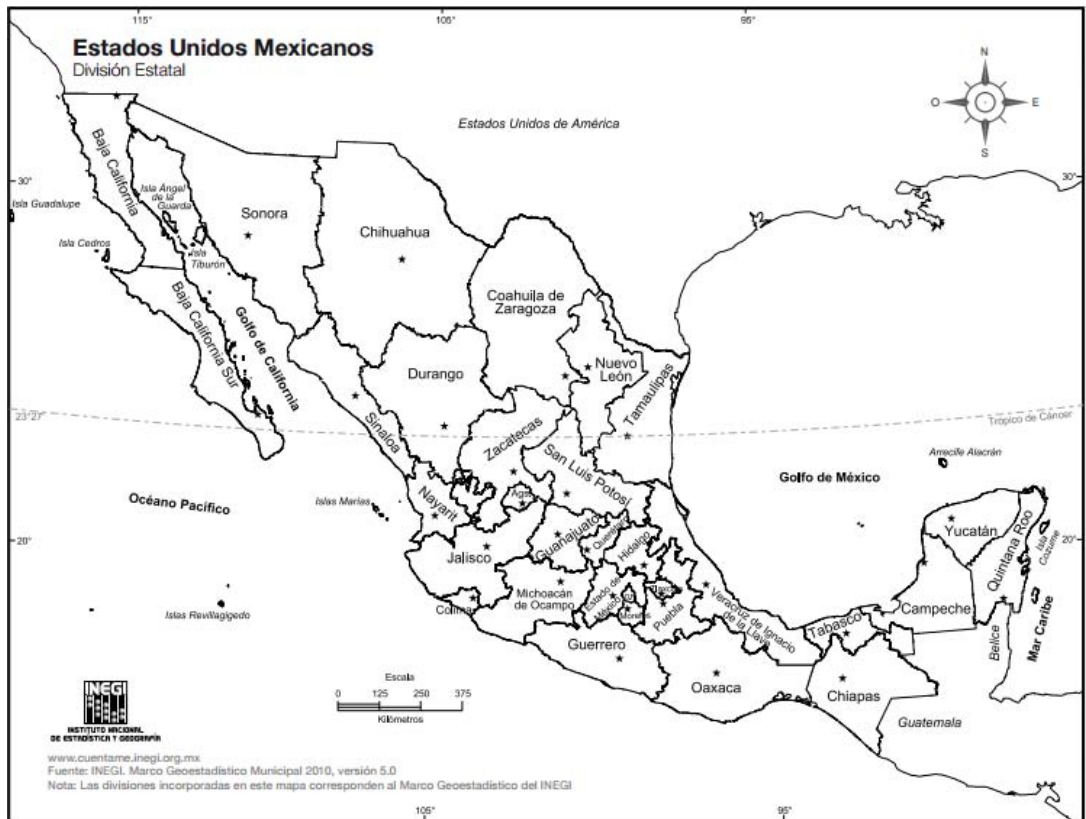 115°
105°
95°
Estados Unidos Mexicanos
División Estatal
N
O
E
S
Estados Unidos de América
30°
30°
Baja California
Isla Ángel
de la
Guarda
Isla Guadalupe
Sonora
Chihuahua
Isla Cedros
Isla
Tiburón
Coahuila de
Zaragoza
Baja California Sur
Golfo de California
Nuevo
León
Durango
Tamaulipas
23°27'
Trópico de Cáncer
Sinaloa
Zacatecas
San Luis Potosí
Arrecife Alacrán
Golfo de México
Océano Pacífico
Islas Marías
Nayarit
Ags.
Yucatán
Quintana Roo
Isla
Cozumel
20°
20°
Guanajuato
Querétaro
Hidalgo
Jalisco
Michoacán
de Ocampo
Estado de
México
D.F.
Tlaxcala
Colima
Morelos
Puebla
Veracruz de Ignacio
de la Llave
Campeche
Tabasco
Islas Revillagigedo
Guerrero
Belice
Mar Caribe
Oaxaca
Chiapas
Escala
0 125 250 375
Kilómetros
Guatemala
INEGI
INSTITUTO NACIONAL
DE ESTADÍSTICA Y GEOGRAFÍA
www.cuentame.inegi.org.mx
Fuente: INEGI. Marco Geoestadístico Municipal 2010, versión 5.0
Nota: Las divisiones incorporadas en este mapa corresponden al Marco Geoestadístico del INEGI
105°
95°